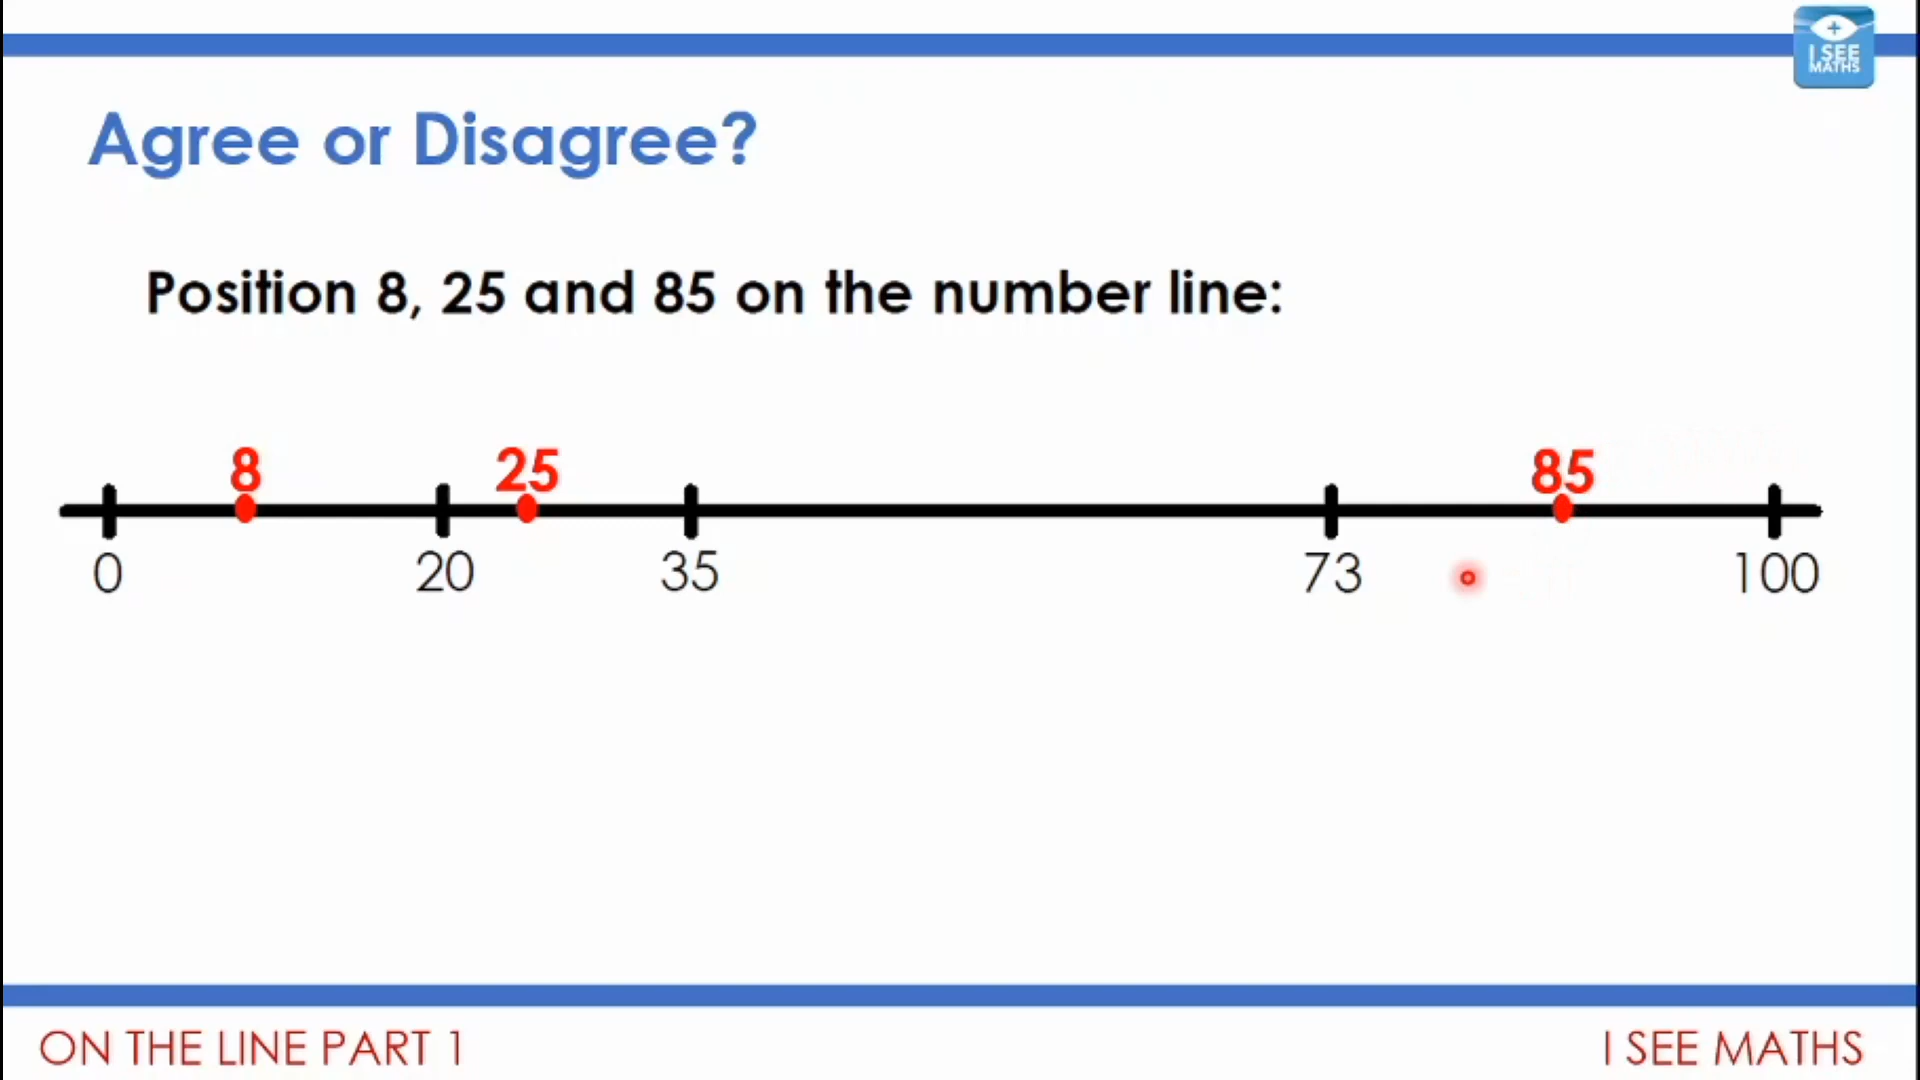 I SEE
MATHS
Agree or Disagree?
Position 8, 25 and 85 on the number line:
8 25 85
0 20 35 73 100
ON THE LINE PART 1
I SEE MATHS